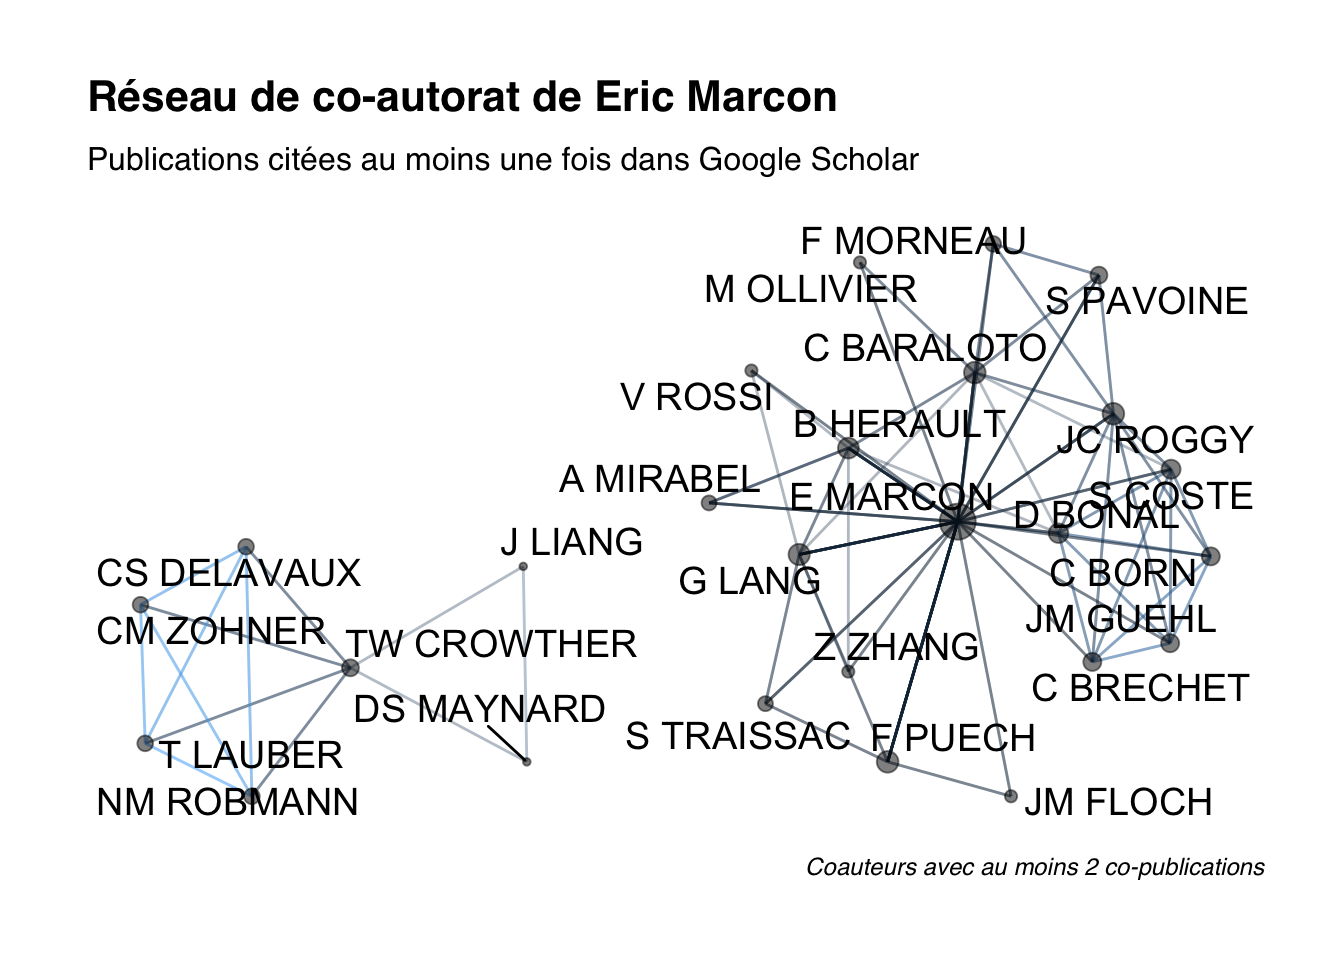 Réseau de co-autorat de Eric Marcon
Publications citées au moins une fois dans Google Scholar
F MORNEAU
M OLLIVIER
S PAVOINE
C BARALOTO
V ROSSI
B HERAULT
JC ROGGY
A MIRABEL
E MARCON
S COSTE
D BONAL
J LIANG
CS DELAVAUX
G LANG
C BORN
CM ZOHNER
TW CROWTHER
Z ZHANG
JM GUEHL
DS MAYNARD
C BRECHET
S TRAISSAC
F PUECH
T LAUBER
NM ROBMANN
JM FLOCH
Coauteurs avec au moins 2 co-publications